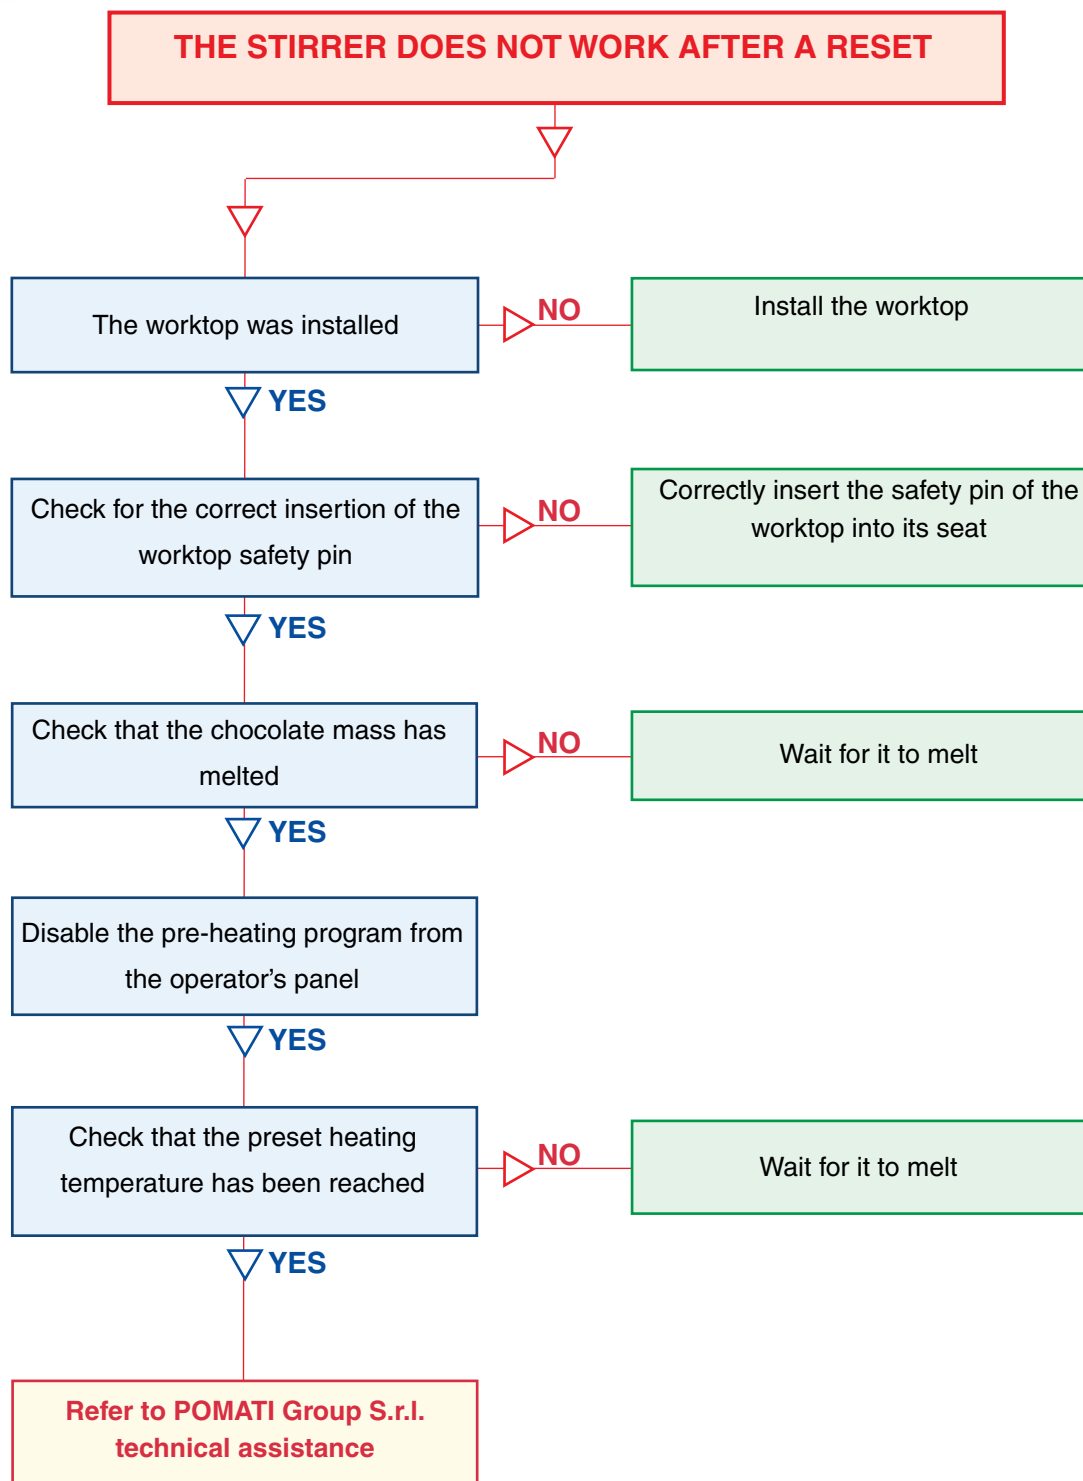 THE STIRRER DOES NOT WORK AFTER A RESET
The worktop was installed
NO
Install the worktop
YES
Check for the correct insertion of the
worktop safety pin
NO
Correctly insert the safety pin of the
worktop into its seat
YES
Check that the chocolate mass has
melted
NO
Wait for it to melt
YES
Disable the pre-heating program from
the operator’s panel
YES
Check that the preset heating
temperature has been reached
NO
Wait for it to melt
YES
Refer to POMATI Group S.r.l.
technical assistance